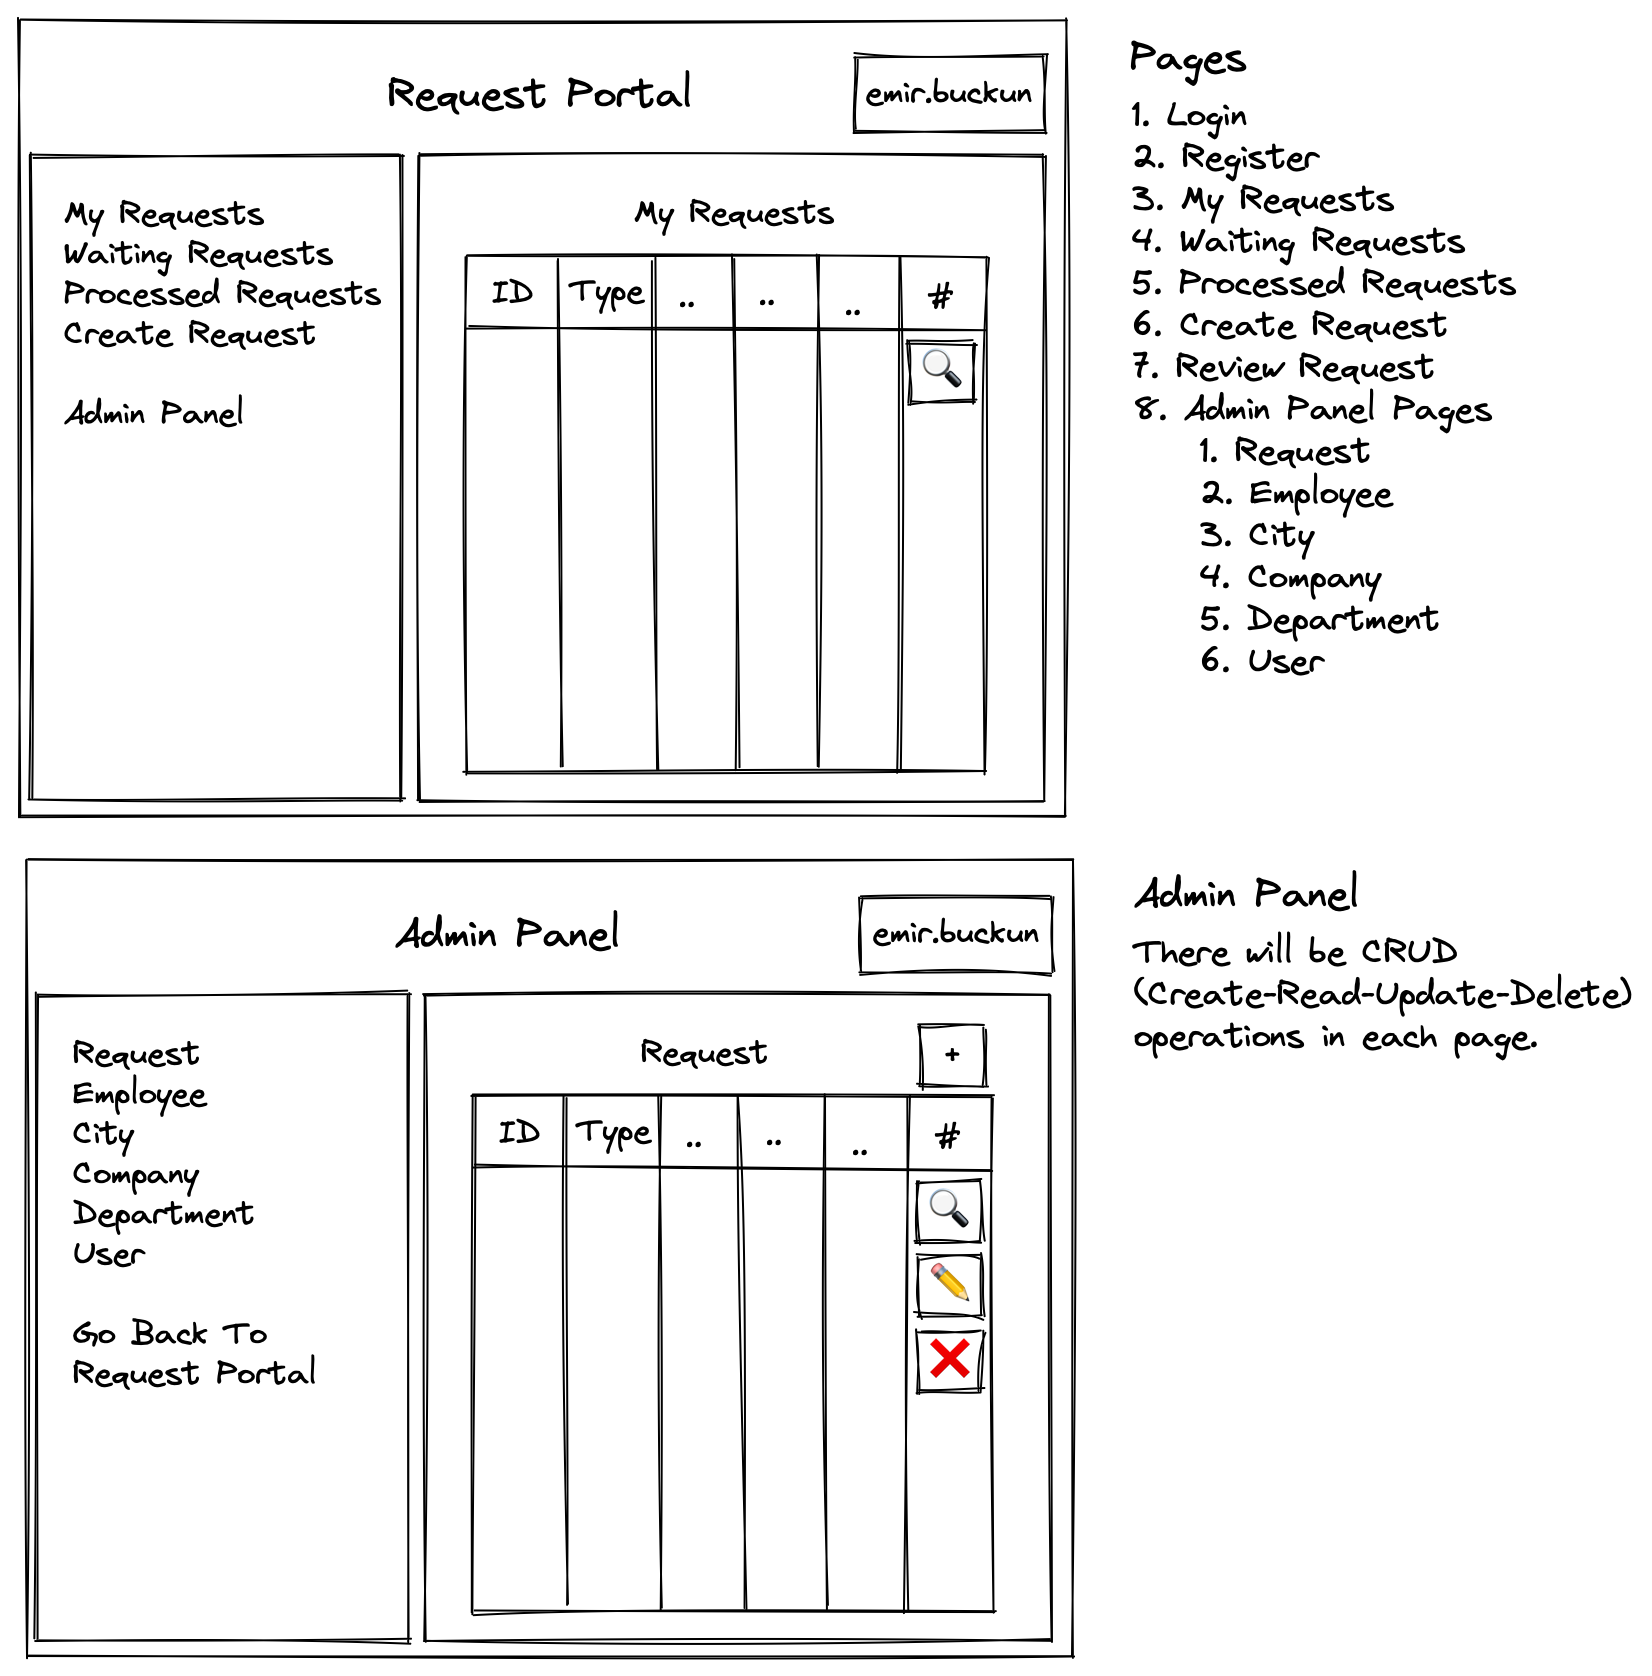 Request Portal
emir.buckun
My Requests
Waiting Requests
Processed Requests
Create Request
Admin Panel
My Requests
ID Type .. .. .. #
Pages
1. Login
2. Register
3. My Requests
4. Waiting Requests
5. Processed Requests
6. Create Request
7. Review Request
8. Admin Panel Pages
1. Request
2. Employee
3. City
4. Company
5. Department
6. User
Admin Panel
emir.buckun
Request
Employee
City
Company
Department
User
Go Back To
Request Portal
Request
+
ID Type .. .. .. #
Admin Panel
There will be CRUD
(Create-Read-Update-Delete)
operations in each page.